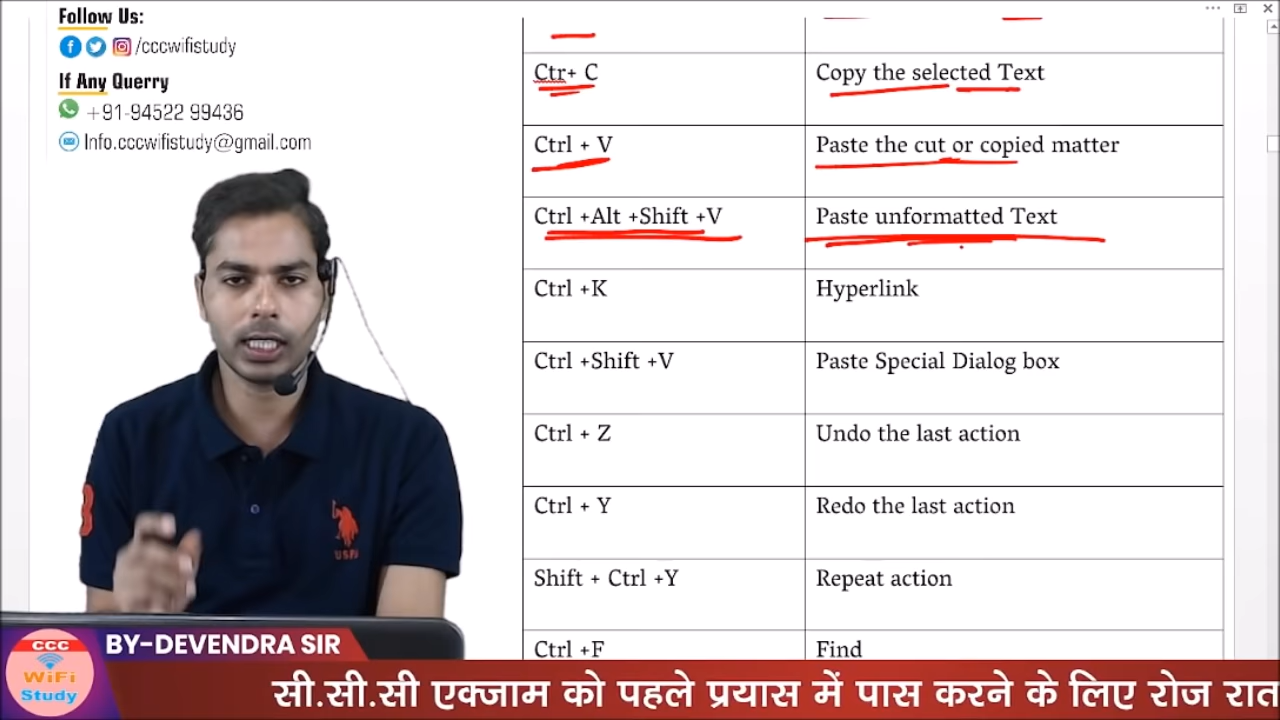 Follow Us:
/cccwifistudy
If Any Querry
+91-94522 99436
Info.cccwifistudy@gmail.com
Ctr+ C
Copy the selected Text
Ctrl + V
Paste the cut or copied matter
Ctrl +Alt +Shift +V
Paste unformatted Text
Ctrl +K
Hyperlink
Ctrl +Shift +V
Paste Special Dialog box
Ctrl + Z
Undo the last action
Ctrl + Y
Redo the last action
Shift + Ctrl +Y
Repeat action
Ctrl +F
Find
USPA
CCC
WiFi
Study
BY-DEVENDRA SIR
सी.सी.सी एक्जाम को पहले प्रयास में पास करने के लिए रोज रात